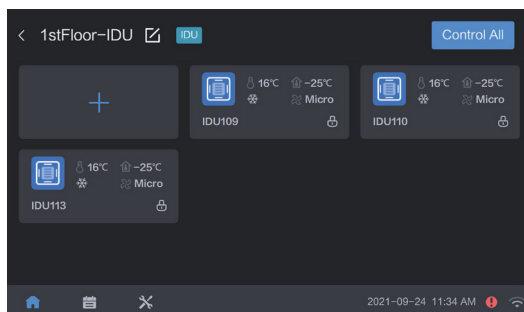 1stFloor-IDU IDU Control All
16℃ -25℃
Micro
IDU109
16℃ -25℃
Micro
IDU110
16℃ -25℃
Micro
IDU113
2021-09-24 11:34 AM